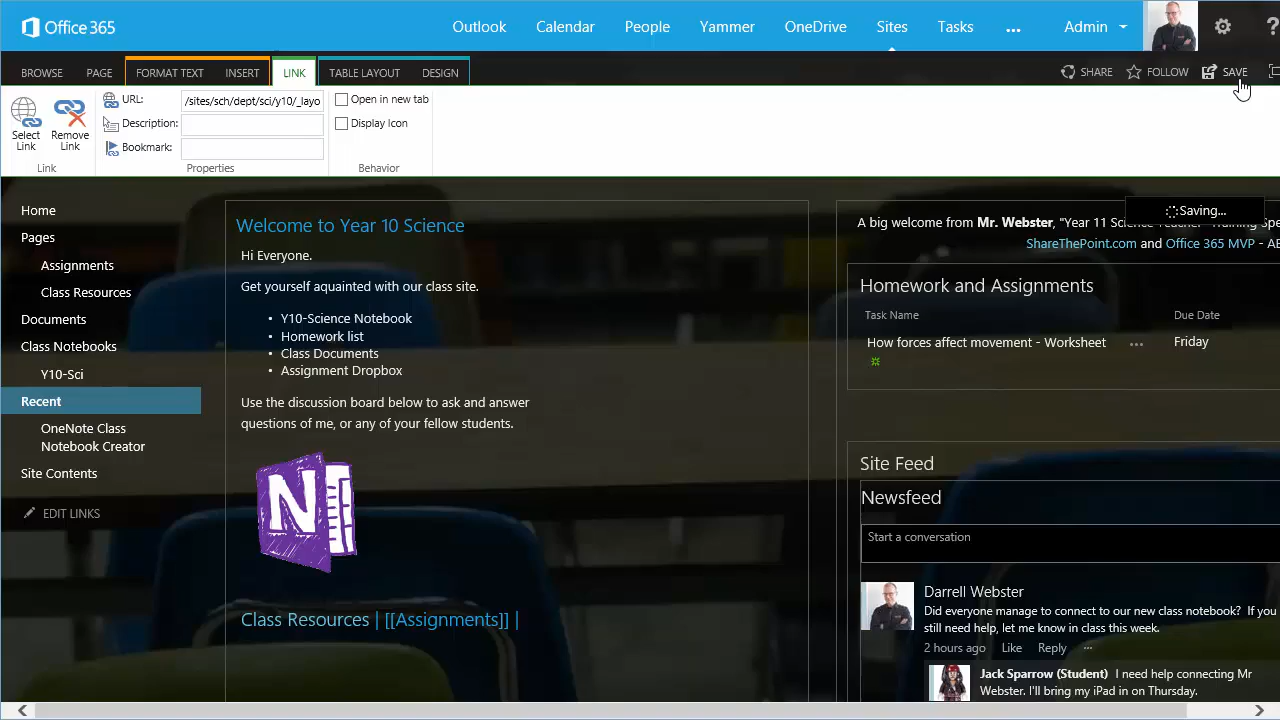 Office 365
Outlook
Calendar
People
Yammer
OneDrive
Sites
Tasks
...
Admin
?
BROWSE
PAGE
FORMAT TEXT
INSERT
LINK
TABLE LAYOUT
DESIGN
SHARE
FOLLOW
SAVE
Select Link
Remove Link
Link
URL:
/sites/sch/dept/sci/y10/_layo
Description:
Bookmark:
Properties
Open in new tab
Display Icon
Behavior
Saving...
Home
Pages
Assignments
Class Resources
Documents
Class Notebooks
Y10-Sci
Recent
OneNote Class
Notebook Creator
Site Contents
EDIT LINKS
Welcome to Year 10 Science
Hi Everyone.
Get yourself aquainted with our class site.
• Y10-Science Notebook
• Homework list
• Class Documents
• Assignment Dropbox
Use the discussion board below to ask and answer
questions of me, or any of your fellow students.
N
Class Resources | [[Assignments]] |
A big welcome from Mr. Webster, "Year 11 Science
ShareThePoint.com and Office 365 MVP - AE
Homework and Assignments
Task Name
Due Date
How forces affect movement - Worksheet
...
Friday
Site Feed
Newsfeed
Start a conversation
Darrell Webster
Did everyone manage to connect to our new class notebook? If you
still need help, let me know in class this week.
2 hours ago Like Reply ...
Jack Sparrow (Student) I need help connecting Mr
Webster. I'll bring my iPad in on Thursday.